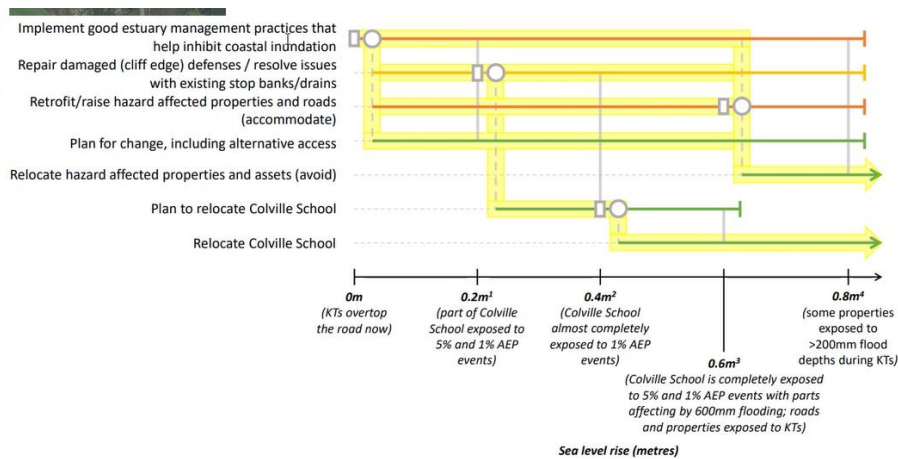 Implement good estuary management practices that
help inhibit coastal inundation
Repair damaged (cliff edge) defenses / resolve issues
with existing stop banks/drains
Retrofit/raise hazard affected properties and roads
(accommodate)
Plan for change, including alternative access
Relocate hazard affected properties and assets (avoid)
Plan to relocate Colville School
Relocate Colville School
0m
(KTs overtop
the road now)
0.2m¹
(part of Colville
School exposed to
5% and 1% AEP
events)
0.4m²
(Colville School
almost completely
exposed to 1% AEP
events)
0.6m³
(Colville School is completely exposed
to 5% and 1% AEP events with parts
affecting by 600mm flooding; roads
and properties exposed to KTs)
0.8m⁴
(some properties
exposed to
>200mm flood
depths during KTs)
Sea level rise (metres)